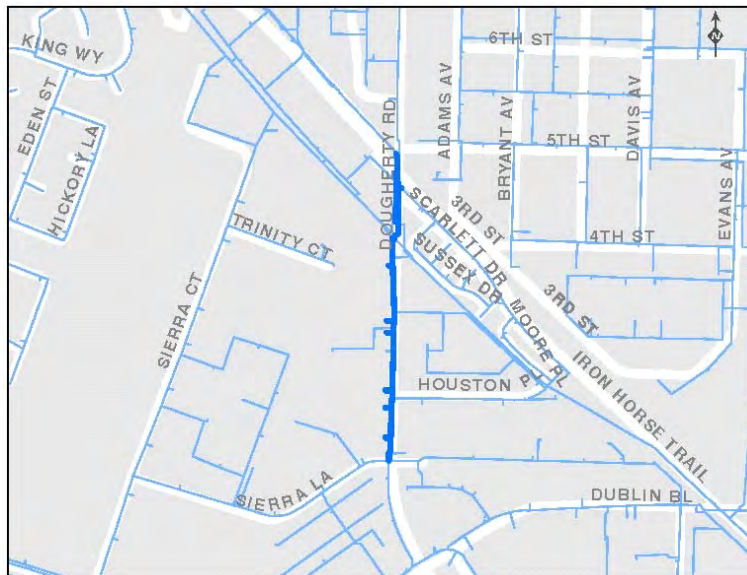 KING WY
EDEN ST
HICKORY LA
TRINITY CT
SIERRA CT
SIERRA LA
DOUGHERTY RD
ADAMS AV
BRYANT AV
DAVIS AV
EVANS AV
6TH ST
5TH ST
4TH ST
3RD ST
3RD ST
SCARLETT DR
SUSSEX DR
MOORE PL
HOUSTON PL
IRON HORSE TRAIL
DUBLIN BL
N